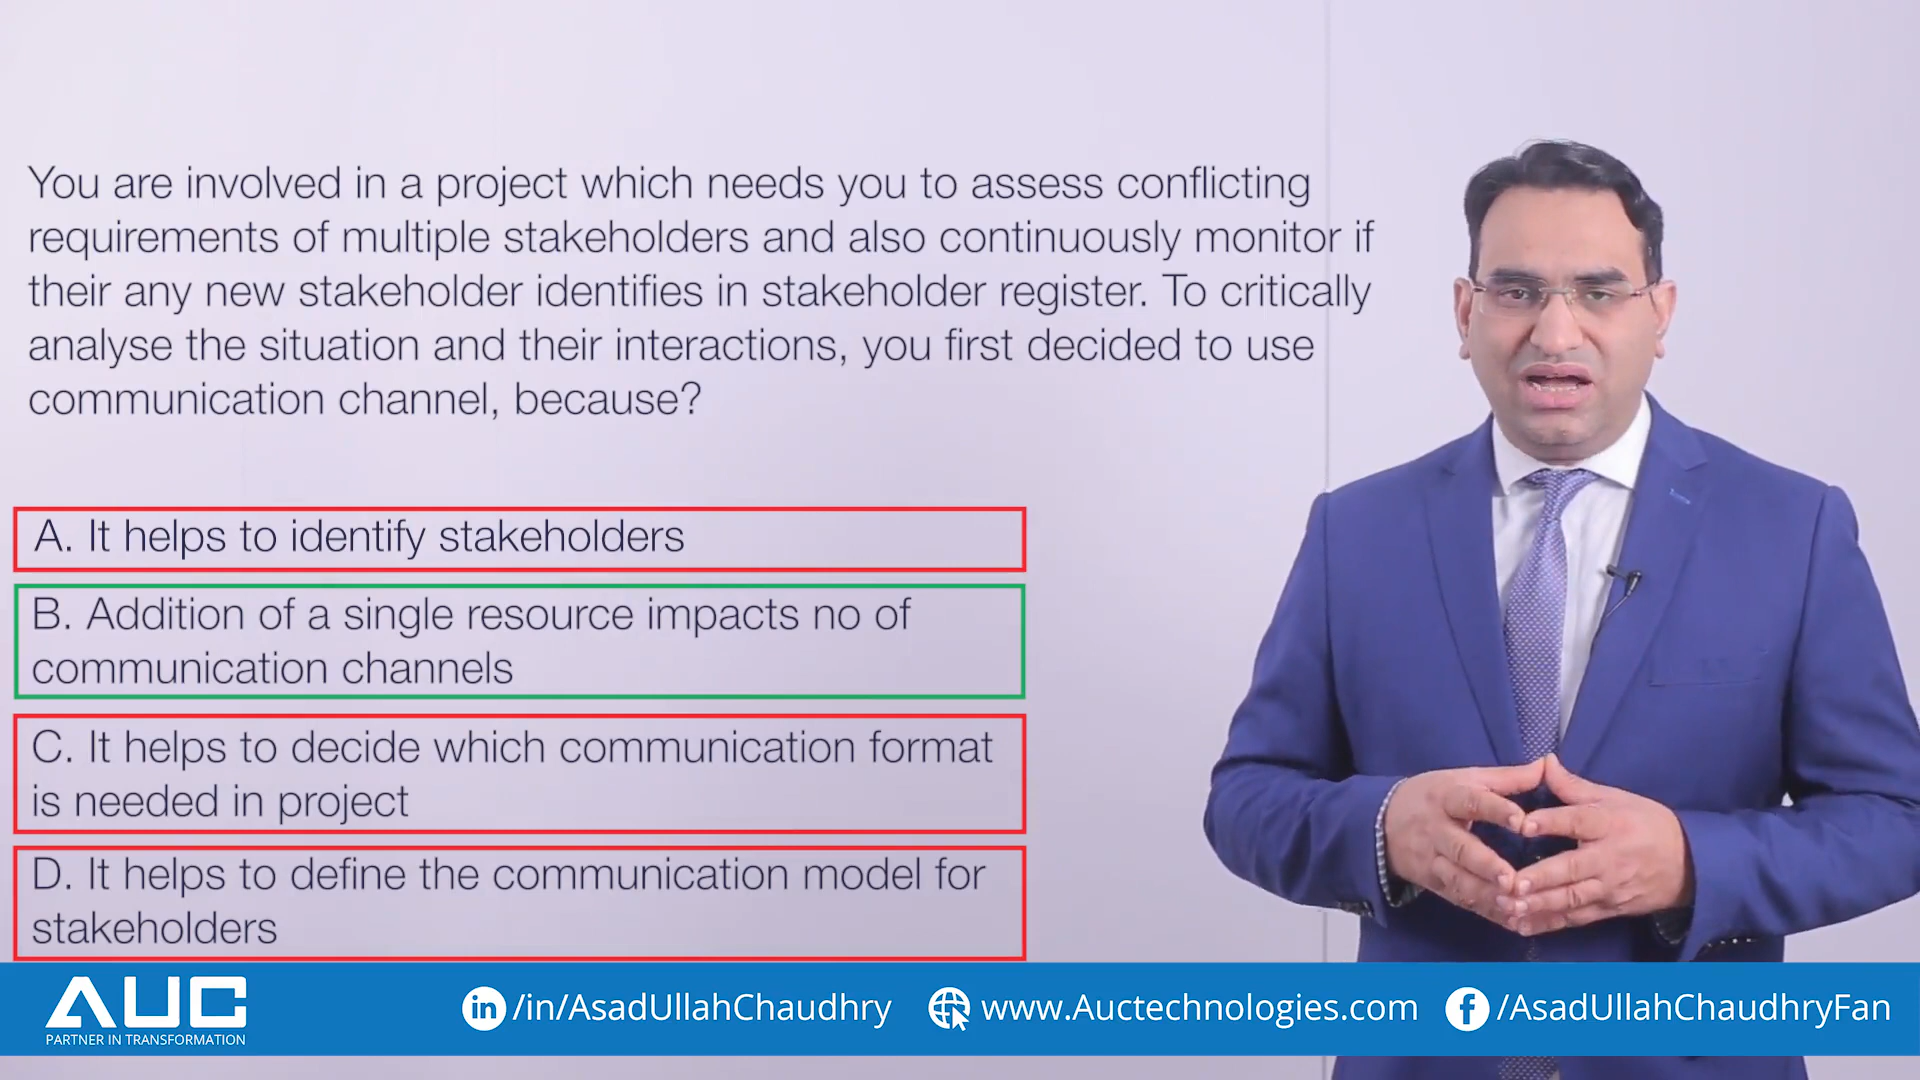 You are involved in a project which needs you to assess conflicting
requirements of multiple stakeholders and also continuously monitor if
their any new stakeholder identifies in stakeholder register. To critically
analyse the situation and their interactions, you first decided to use
communication channel, because?
A. It helps to identify stakeholders
B. Addition of a single resource impacts no of
communication channels
C. It helps to decide which communication format
is needed in project
D. It helps to define the communication model for
stakeholders
AUC
PARTNER IN TRANSFORMATION
in /in/AsadUllahChaudhry
www.Auctechnologies.com
f /AsadUllahChaudhryFan